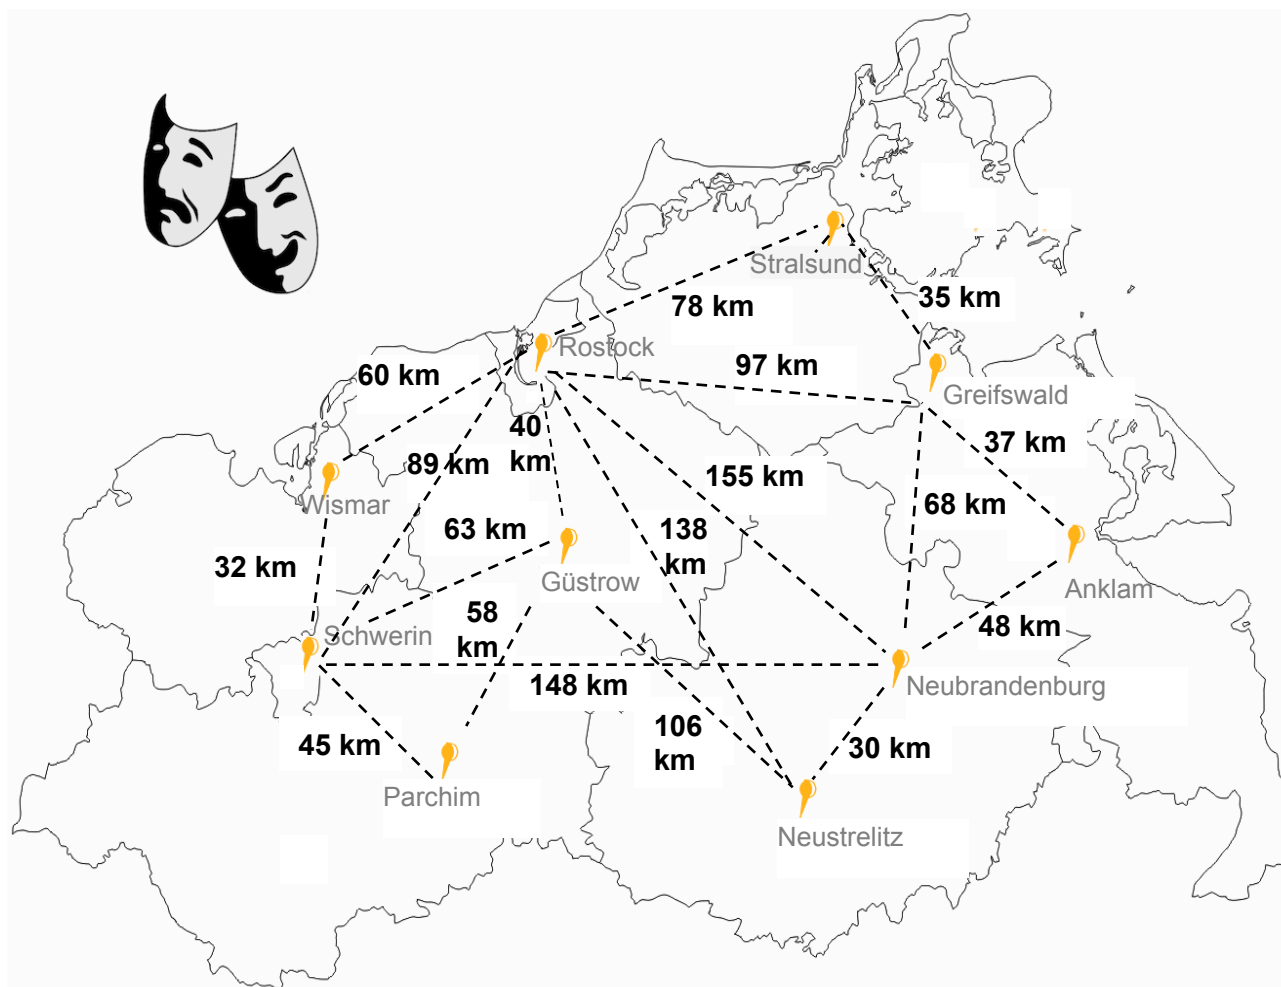 Stralsund
35 km
78 km
Rostock
97 km
60 km
Greifswald
40
km
37 km
89 km
155 km
Wismar
68 km
63 km
138
km
32 km
Güstrow
Anklam
58
km
48 km
Schwerin
148 km
Neubrandenburg
106
km
45 km
30 km
Parchim
Neustrelitz